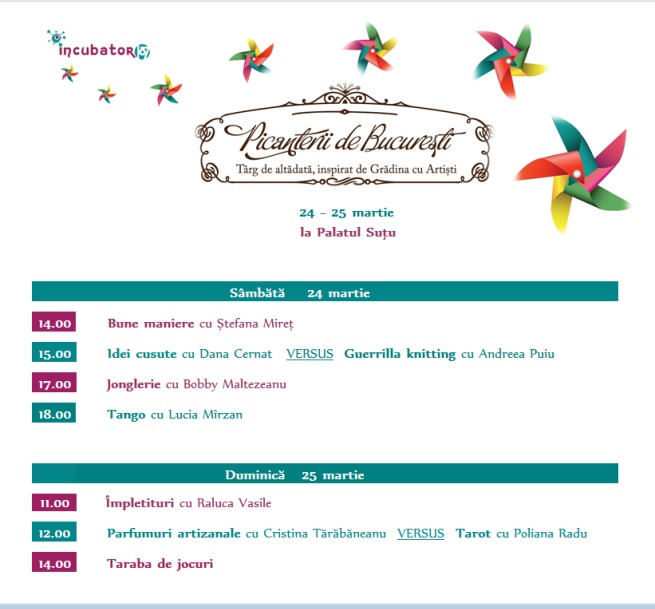 incubator107
Picanterii de București
Târg de altădată, inspirat de Grădina cu Artiști
24 - 25 martie
la Palatul Suțu
Sâmbătă 24 martie
14.00 Bune maniere cu Ștefana Mireț
15.00 Idei cusute cu Dana Cernat VERSUS Guerrilla knitting cu Andreea Puiu
17.00 Jonglerie cu Bobby Maltezeanu
18.00 Tango cu Lucia Mîrzan
Duminică 25 martie
11.00 Împletituri cu Raluca Vasile
12.00 Parfumuri artizanale cu Cristina Tărăbăneanu VERSUS Tarot cu Poliana Radu
14.00 Taraba de jocuri